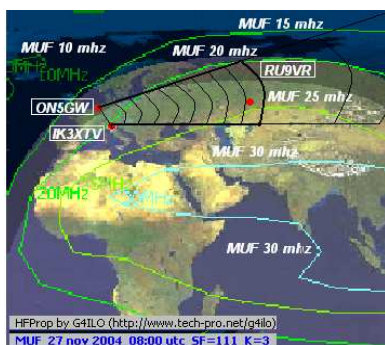 MUF 15 mhz
MUF 10 mhz
MUF 20 mhz
RU9VR
10MHz
ON5GW
MUF 25 mhz
IK3XTV
MUF 30 mhz
20MHz
MUF 30 mhz
HFProp by G4ILO (http://www.tech-pro.net/g4ilo)
MUF 27 nov 2004 08:00 utc SF=111 K=3